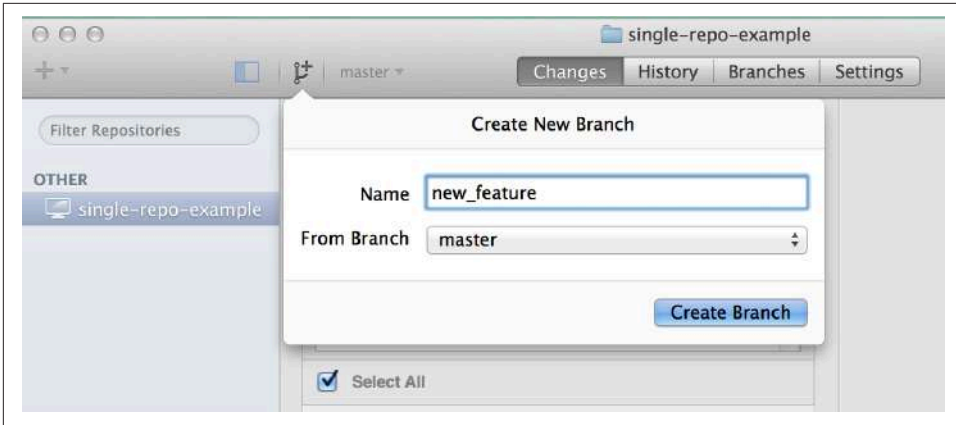 single-repo-example
master
Changes History Branches Settings
Filter Repositories
OTHER
single-repo-example
Create New Branch
Name new_feature
From Branch master
Create Branch
Select All